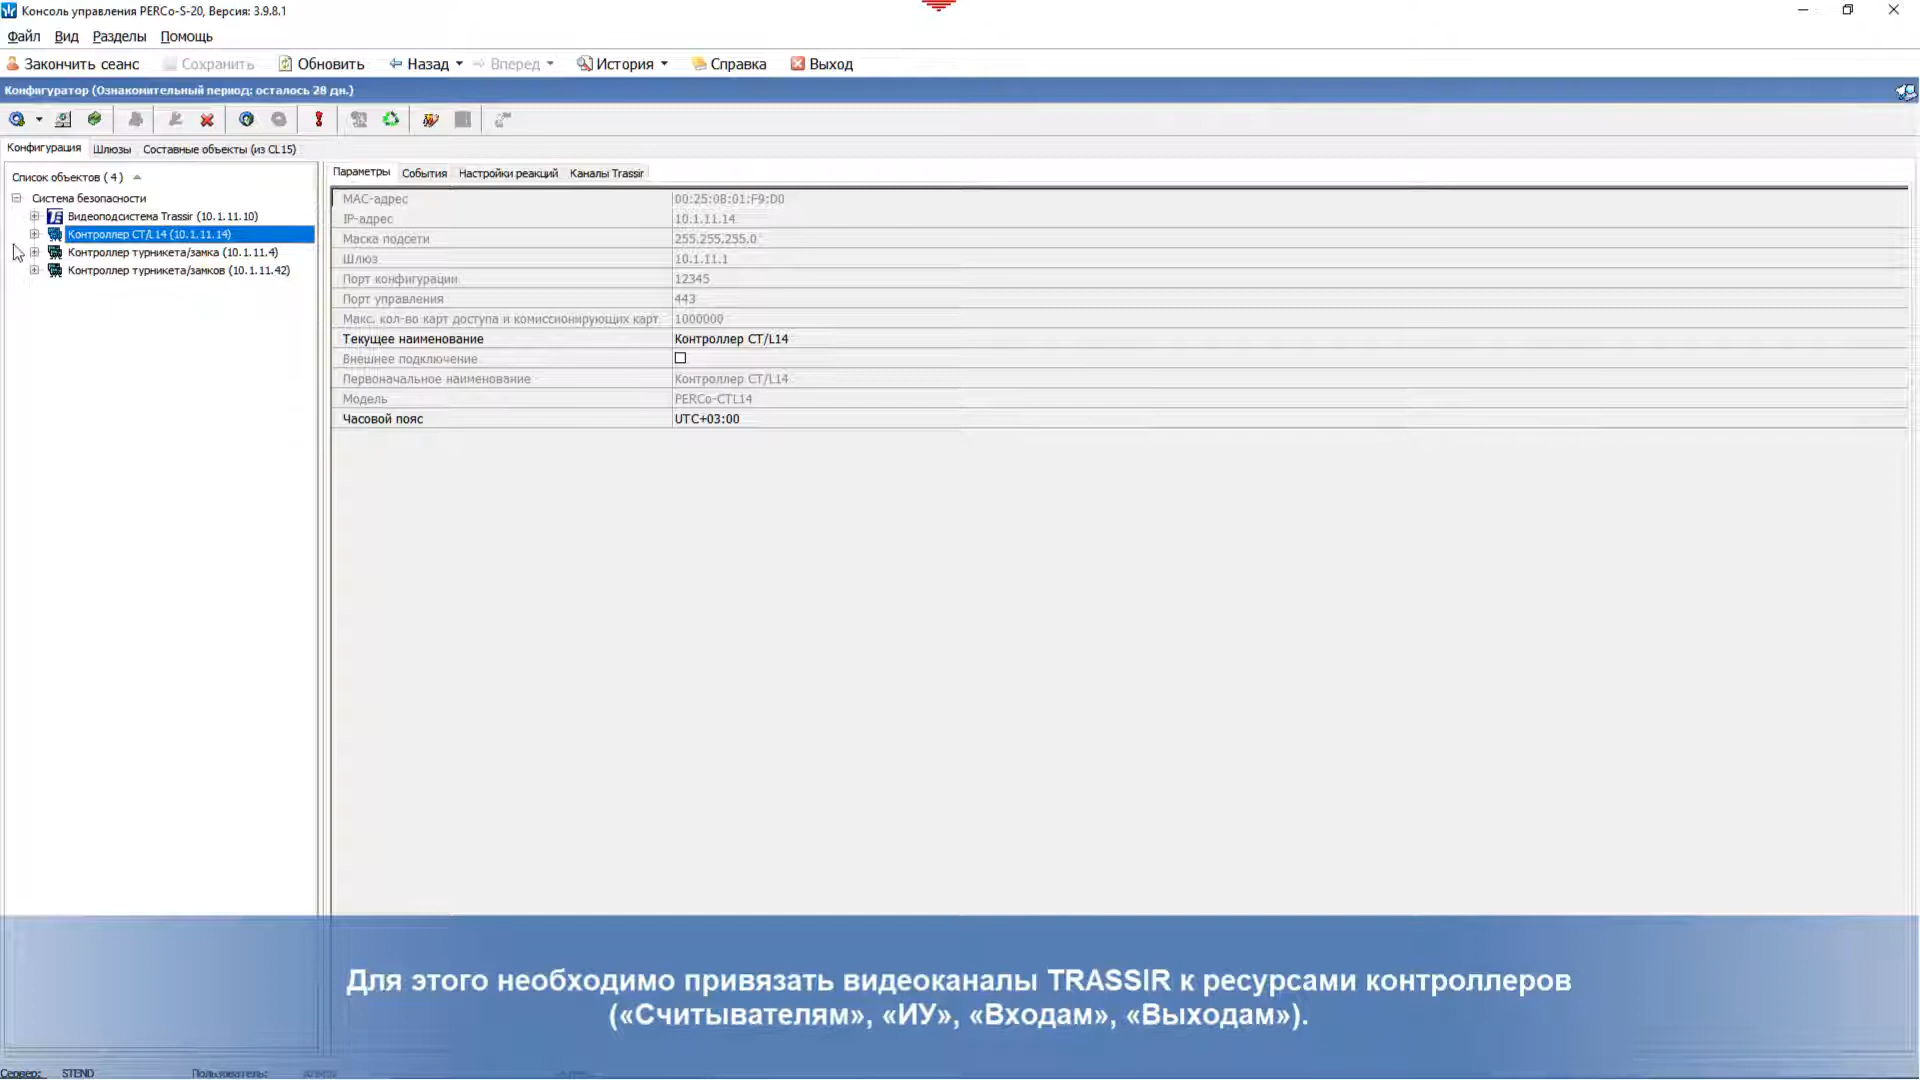 Консоль управления PERCo-S-20, Версия: 3.9.8.1
Файл Вид Разделы Помощь
Закончить сеанс Сохранить Обновить Назад Вперед История Справка Выход
Конфигуратор (Ознакомительный период: осталось 28 дн.)
Конфигурация Шлюзы Составные объекты (из CL15)
Список объектов ( 4 )
Система безопасности
Видеоподсистема Trassir (10.1.11.10)
Контроллер CT/L14 (10.1.11.14)
Контроллер турникета/замка (10.1.11.4)
Контроллер турникета/замков (10.1.11.42)
Параметры События Настройки реакций Каналы Trassir
MAC-адрес 00:25:0B:01:F9:D0
IP-адрес 10.1.11.14
Маска подсети 255.255.255.0
Шлюз 10.1.11.1
Порт конфигурации 12345
Порт управления 443
Макс. кол-во карт доступа и комиссионирующих карт 1000000
Текущее наименование Контроллер CT/L14
Внешнее подключение
Первоначальное наименование Контроллер CT/L14
Модель PERCo-CTL14
Часовой пояс UTC+03:00
Для этого необходимо привязать видеоканалы TRASSIR к ресурсами контроллеров
(«Считывателям», «ИУ», «Входам», «Выходам»).
Сервер: STEND Пользователь: